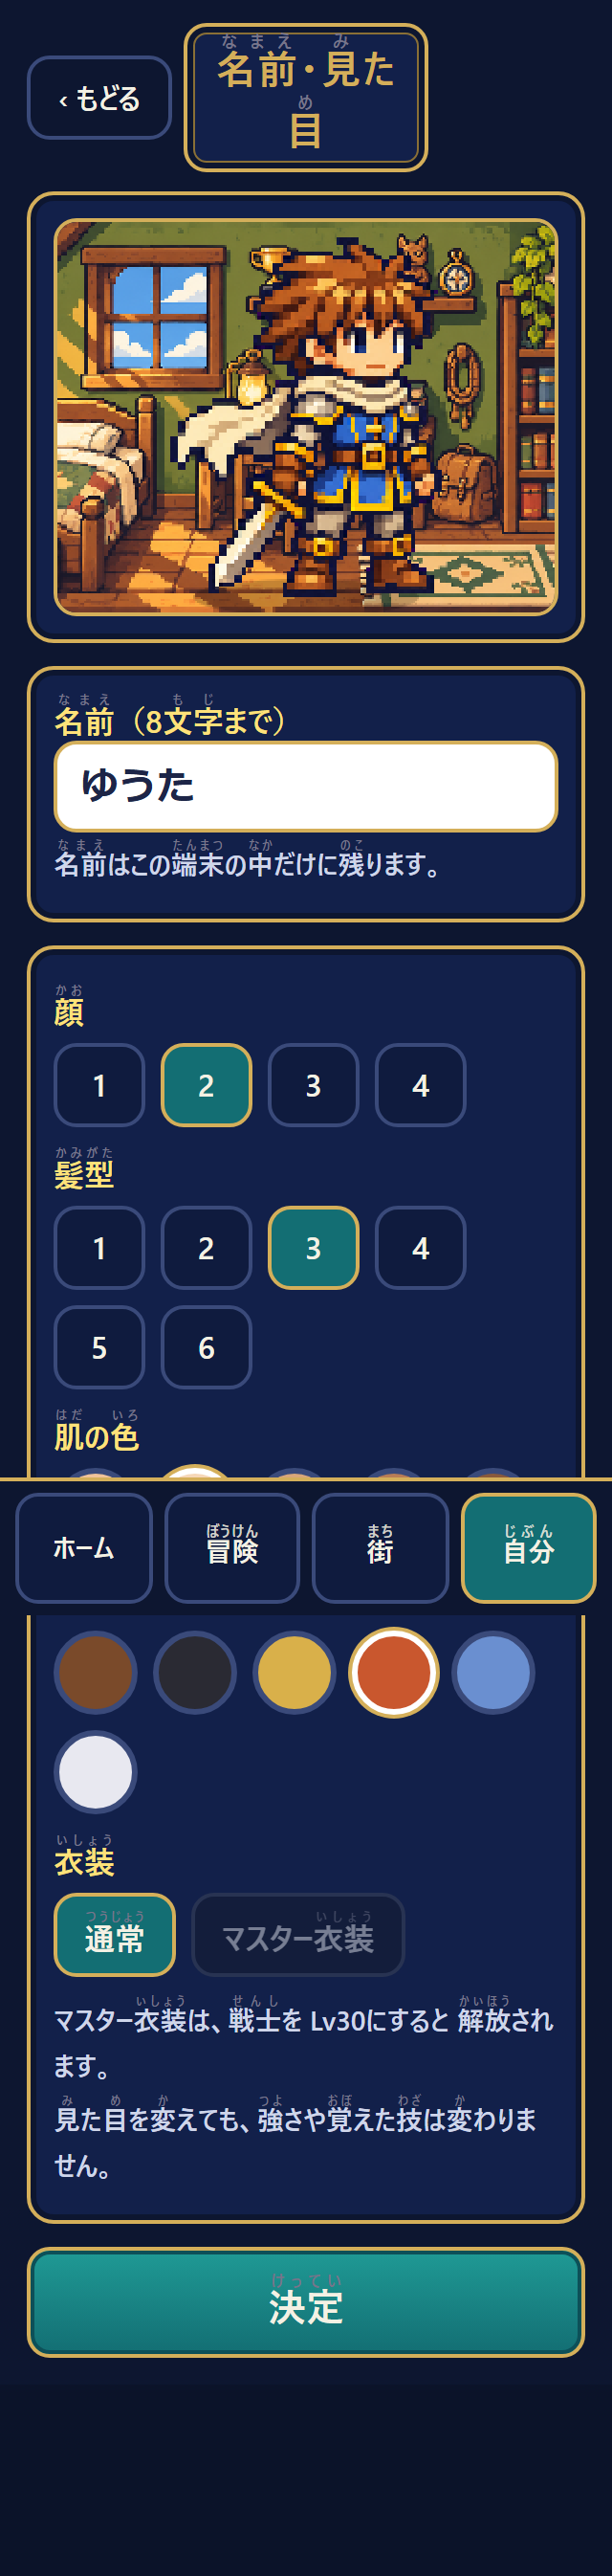 ‹ もどる
名前・見た
目
名前（8文字まで）
ゆうた
名前はこの端末の中だけに残ります。
顔
1 2 3 4
髪型
1 2 3 4
5 6
肌の色
ホーム 冒険 街 自分
衣装
通常 マスター衣装
マスター衣装は、戦士を Lv30にすると 解放され
ます。
見た目を変えても、強さや覚えた技は変わりま
せん。
決定